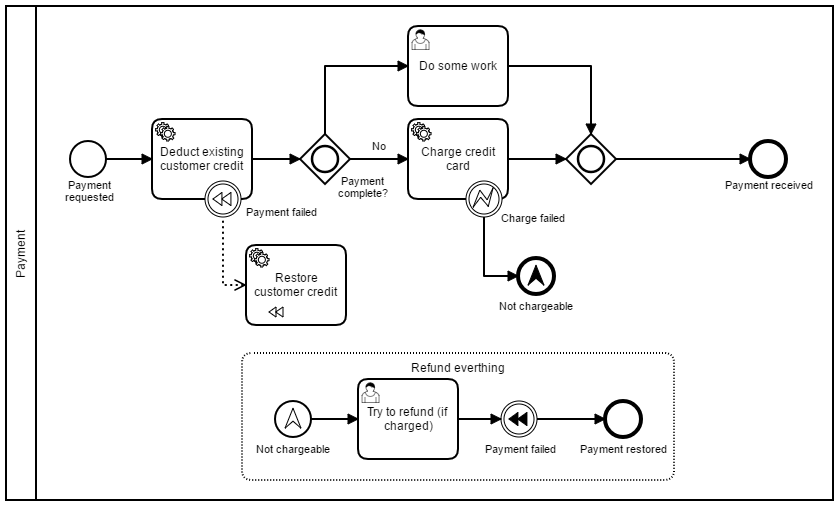 Payment
Do some work
Payment
requested
Deduct existing
customer credit
Payment failed
No
Payment
complete?
Charge credit
card
Charge failed
Payment received
Restore
customer credit
Not chargeable
Refund everthing
Not chargeable
Try to refund (if
charged)
Payment failed
Payment restored